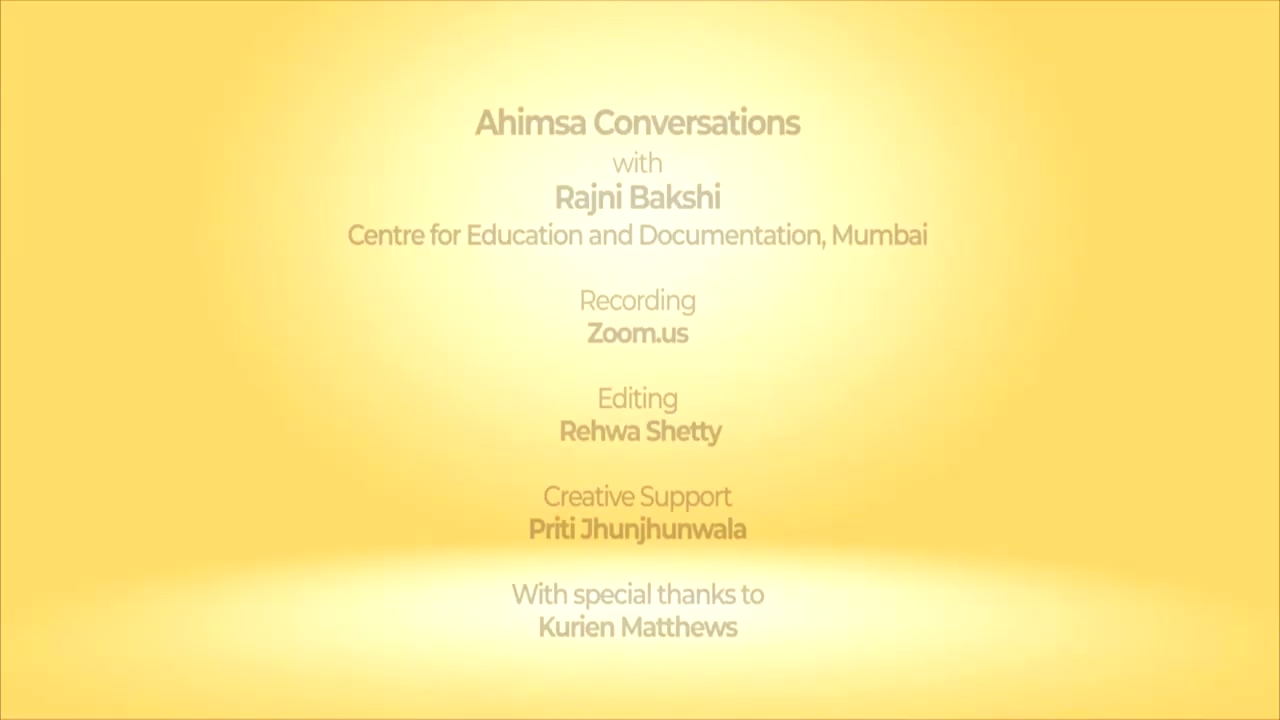 Ahimsa Conversations
with
Rajni Bakshi
Centre for Education and Documentation, Mumbai
Recording
Zoom.us
Editing
Rehwa Shetty
Creative Support
Priti Jhunjhunwala
With special thanks to
Kurien Matthews